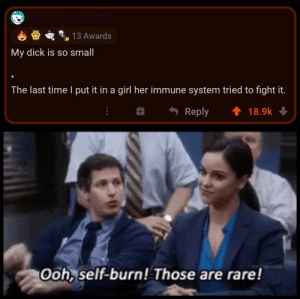 13 Awards
My dick is so small
.
The last time I put it in a girl her immune system tried to fight it.
Reply 18.9k
Ooh, self-burn! Those are rare!